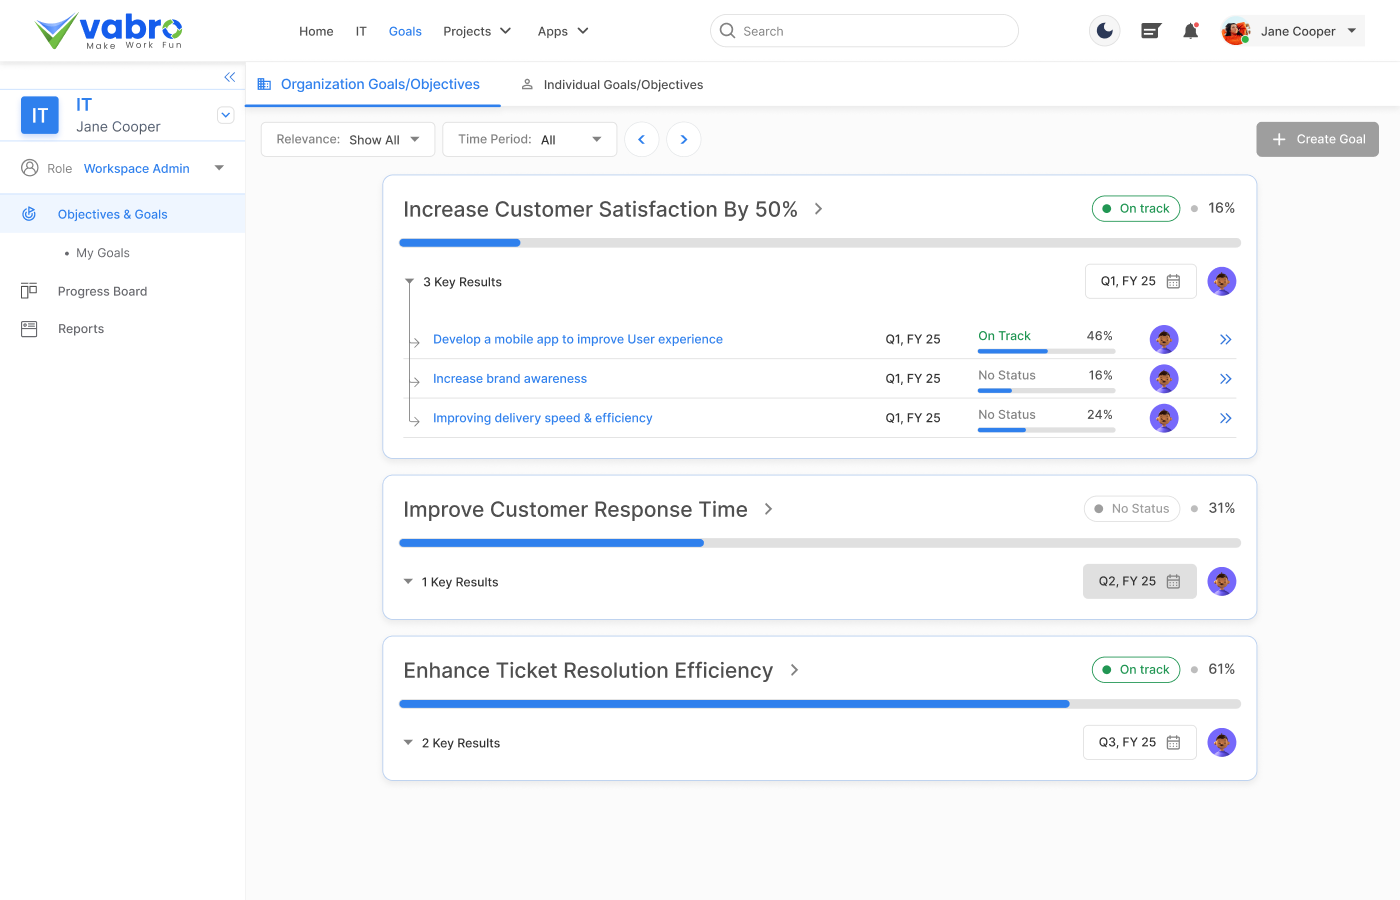 vabro
Make Work Fun
Home IT Goals Projects Apps
Search
Jane Cooper
IT
IT
Jane Cooper
Role Workspace Admin
Objectives & Goals
• My Goals
Progress Board
Reports
Organization Goals/Objectives Individual Goals/Objectives
Relevance: Show All Time Period: All
+ Create Goal
Increase Customer Satisfaction By 50% On track 16%
3 Key Results Q1, FY 25
Develop a mobile app to improve User experience Q1, FY 25 On Track 46%
Increase brand awareness Q1, FY 25 No Status 16%
Improving delivery speed & efficiency Q1, FY 25 No Status 24%
Improve Customer Response Time No Status 31%
1 Key Results Q2, FY 25
Enhance Ticket Resolution Efficiency On track 61%
2 Key Results Q3, FY 25